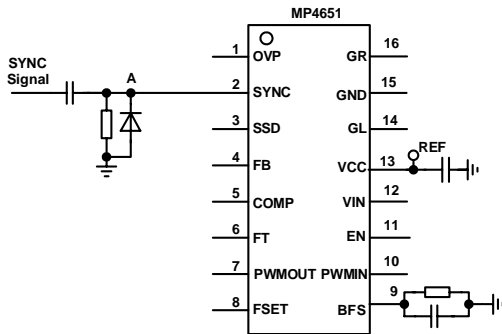 MP4651
SYNC
Signal
A
1 OVP
2 SYNC
3 SSD
4 FB
5 COMP
6 FT
7 PWMOUT
8 FSET
GR 16
GND 15
GL 14
VCC 13
REF
VIN 12
EN 11
PWMIN 10
BFS 9